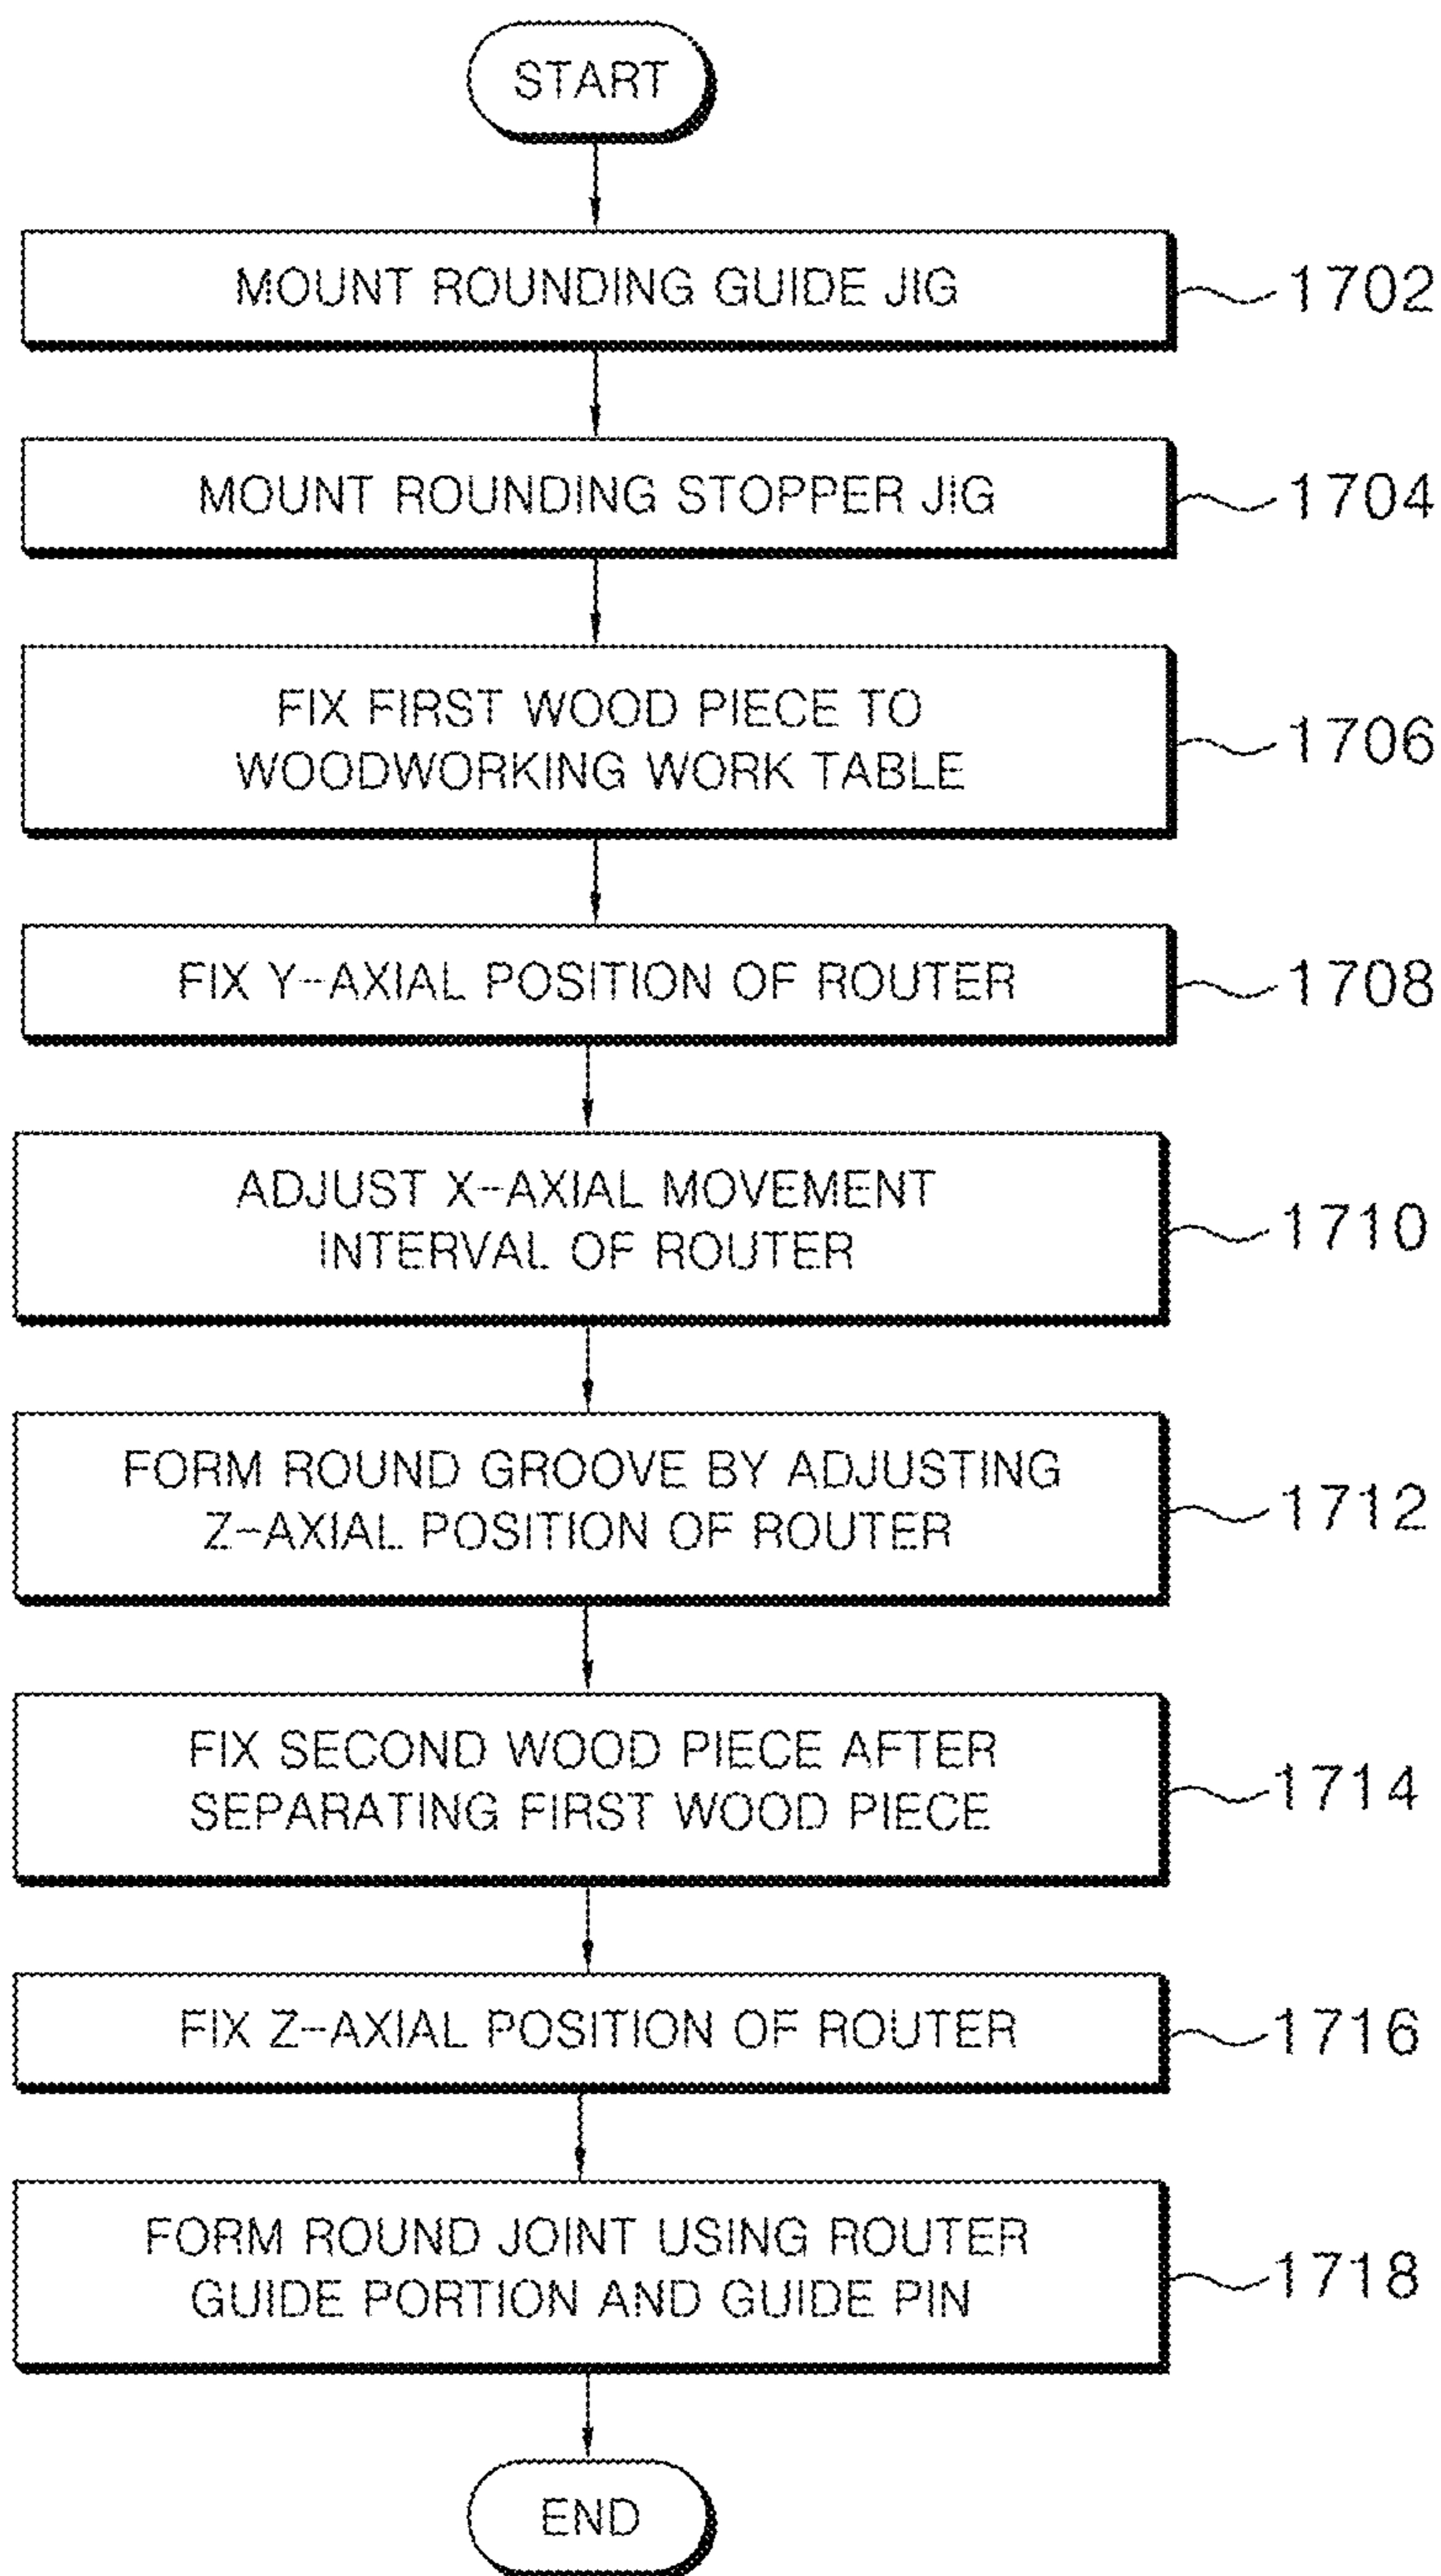 START
MOUNT ROUNDING GUIDE JIG
1702
MOUNT ROUNDING STOPPER JIG
1704
FIX FIRST WOOD PIECE TO
WOODWORKING WORK TABLE
1706
FIX Y-AXIAL POSITION OF ROUTER
1708
ADJUST X-AXIAL MOVEMENT
INTERVAL OF ROUTER
1710
FORM ROUND GROOVE BY ADJUSTING
Z-AXIAL POSITION OF ROUTER
1712
FIX SECOND WOOD PIECE AFTER
SEPARATING FIRST WOOD PIECE
1714
FIX Z-AXIAL POSITION OF ROUTER
1716
FORM ROUND JOINT USING ROUTER
GUIDE PORTION AND GUIDE PIN
1718
END